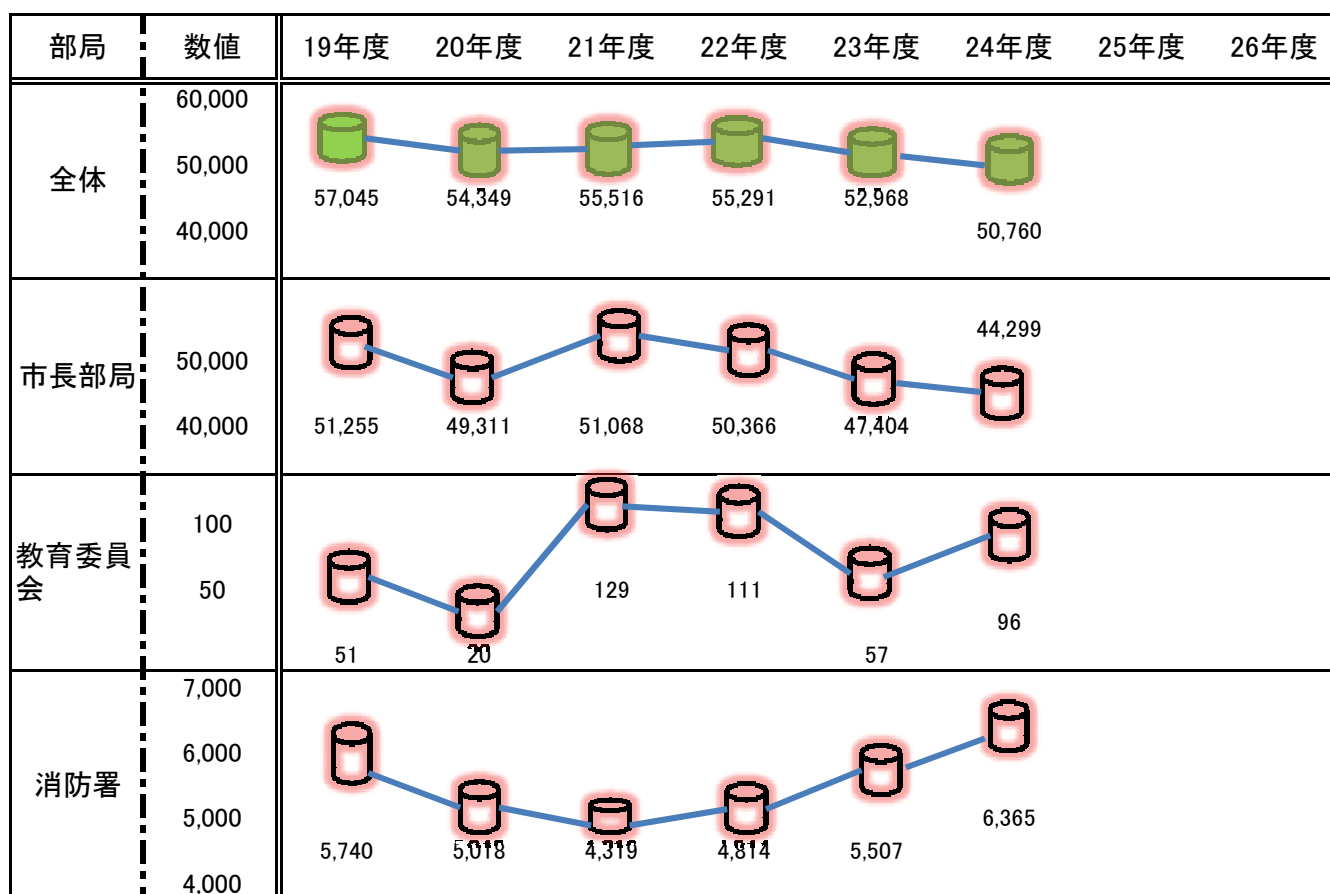 部局 数値 19年度 20年度 21年度 22年度 23年度 24年度 25年度 26年度
60,000
全体 50,000
57,045 54,349 55,516 55,291 52,968
40,000 50,760
44,299
市長部局 50,000
40,000 51,255 49,311 51,068 50,366 47,404
100
教育委員
会 50 129 111
96
51 20 57
7,000
6,000
消防署
5,000 6,365
5,740 5,018 4,319 4,814 5,507
4,000